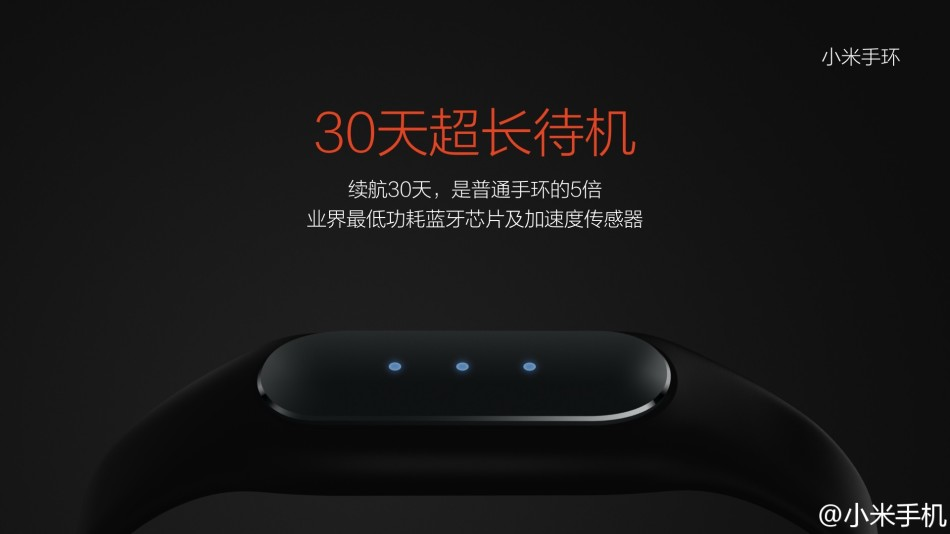 小米手环
30天超长待机
续航30天，是普通手环的5倍
业界最低功耗蓝牙芯片及加速度传感器
@小米手机